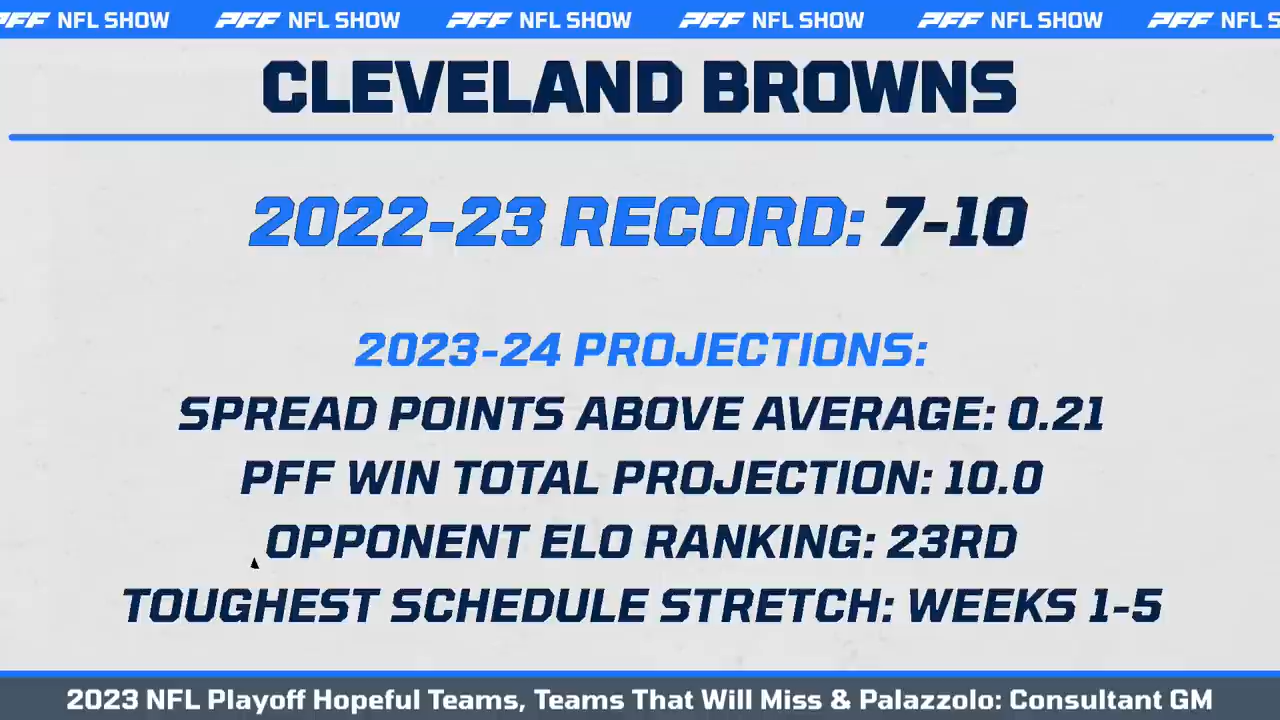 PFF NFL SHOW PFF NFL SHOW PFF NFL SHOW PFF NFL SHOW PFF NFL SHOW PFF NFL S
CLEVELAND BROWNS
2022-23 RECORD: 7-10
2023-24 PROJECTIONS:
SPREAD POINTS ABOVE AVERAGE: 0.21
PFF WIN TOTAL PROJECTION: 10.0
OPPONENT ELO RANKING: 23RD
TOUGHEST SCHEDULE STRETCH: WEEKS 1-5
2023 NFL Playoff Hopeful Teams, Teams That Will Miss & Palazzolo: Consultant GM